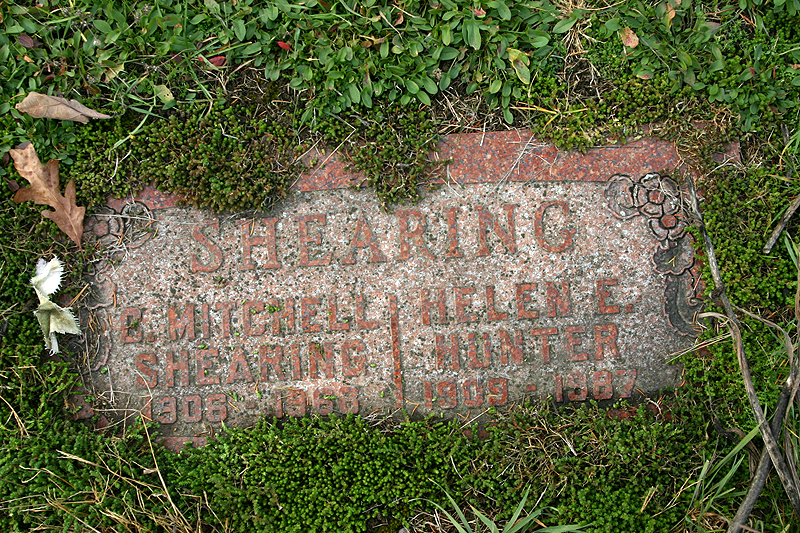 SHEARING
D. MITCHELL
SHEARING
1906 - 1968
HELEN E.
HUNTER
1909 - 1987